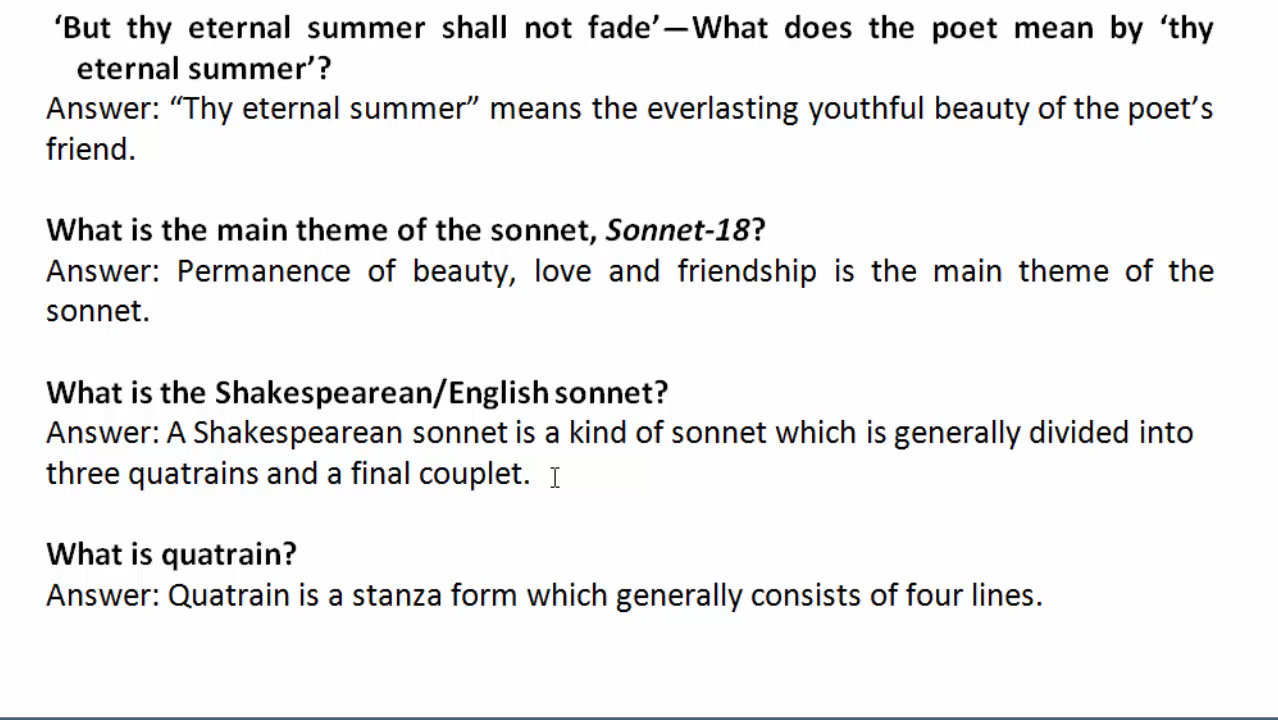 ‘But thy eternal summer shall not fade’—What does the poet mean by ‘thy
eternal summer’?
Answer: “Thy eternal summer” means the everlasting youthful beauty of the poet’s
friend.
What is the main theme of the sonnet, Sonnet-18?
Answer: Permanence of beauty, love and friendship is the main theme of the
sonnet.
What is the Shakespearean/English sonnet?
Answer: A Shakespearean sonnet is a kind of sonnet which is generally divided into
three quatrains and a final couplet.
What is quatrain?
Answer: Quatrain is a stanza form which generally consists of four lines.